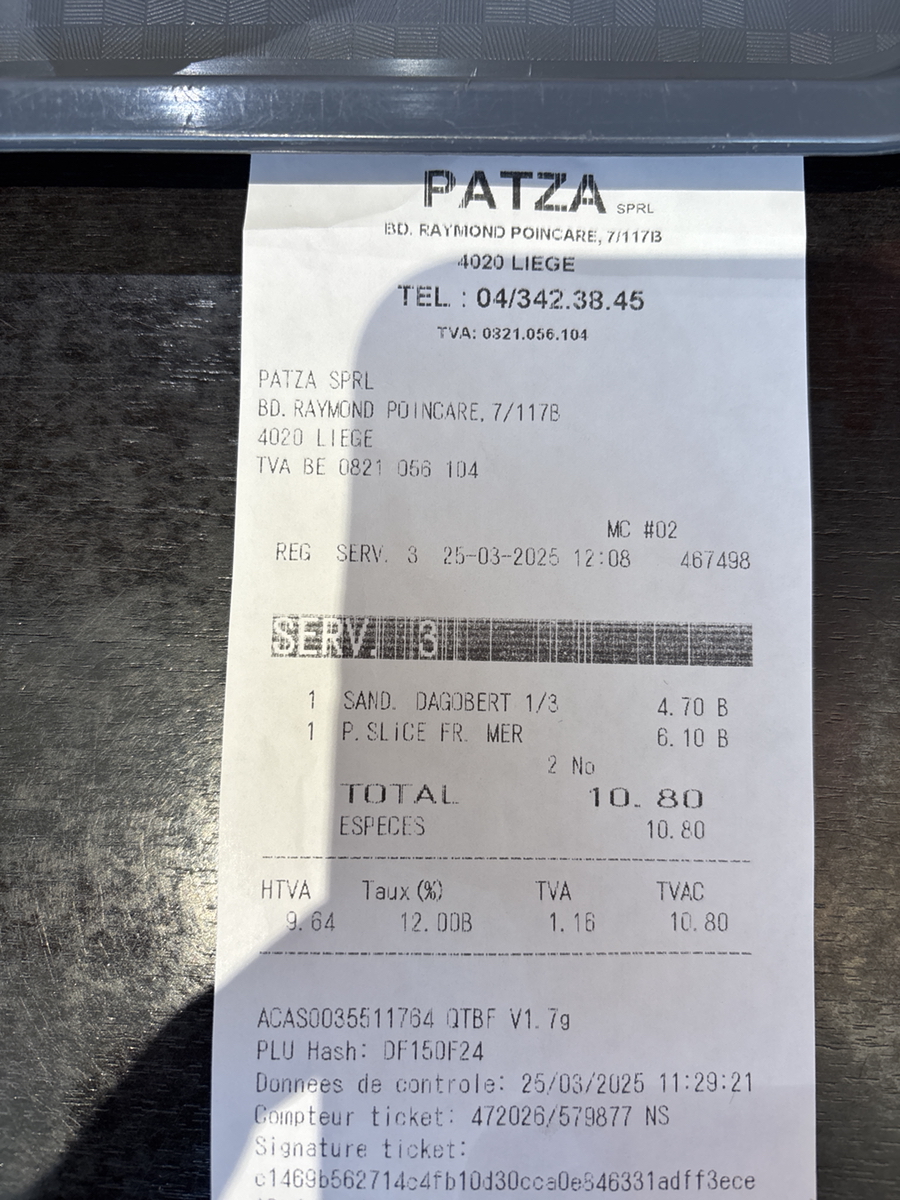 PATZA SPRL
BD. RAYMOND POINCARE, 7/117B
4020 LIEGE
TEL. : 04/342.38.45
TVA: 0821.056.104
PATZA SPRL
BD. RAYMOND POINCARE, 7/117B
4020 LIEGE
TVA BE 0821 056 104
MC #02
REG SERV. 3 25-03-2025 12:08 467498
SERV. 3
1 SAND. DAGOBERT 1/3 4.70 B
1 P.SLICE FR. MER 6.10 B
2 No
TOTAL 10.80
ESPECES 10.80
HTVA Taux (%) TVA TVAC
9.64 12.00B 1.16 10.80
ACAS0035511764 QTBF V1.7g
PLU Hash: DF150F24
Donnees de controle: 25/03/2025 11:29:21
Compteur ticket: 472026/579877 NS
Signature ticket:
c1469b562714c4fb10d30cca0e846331adff3ece